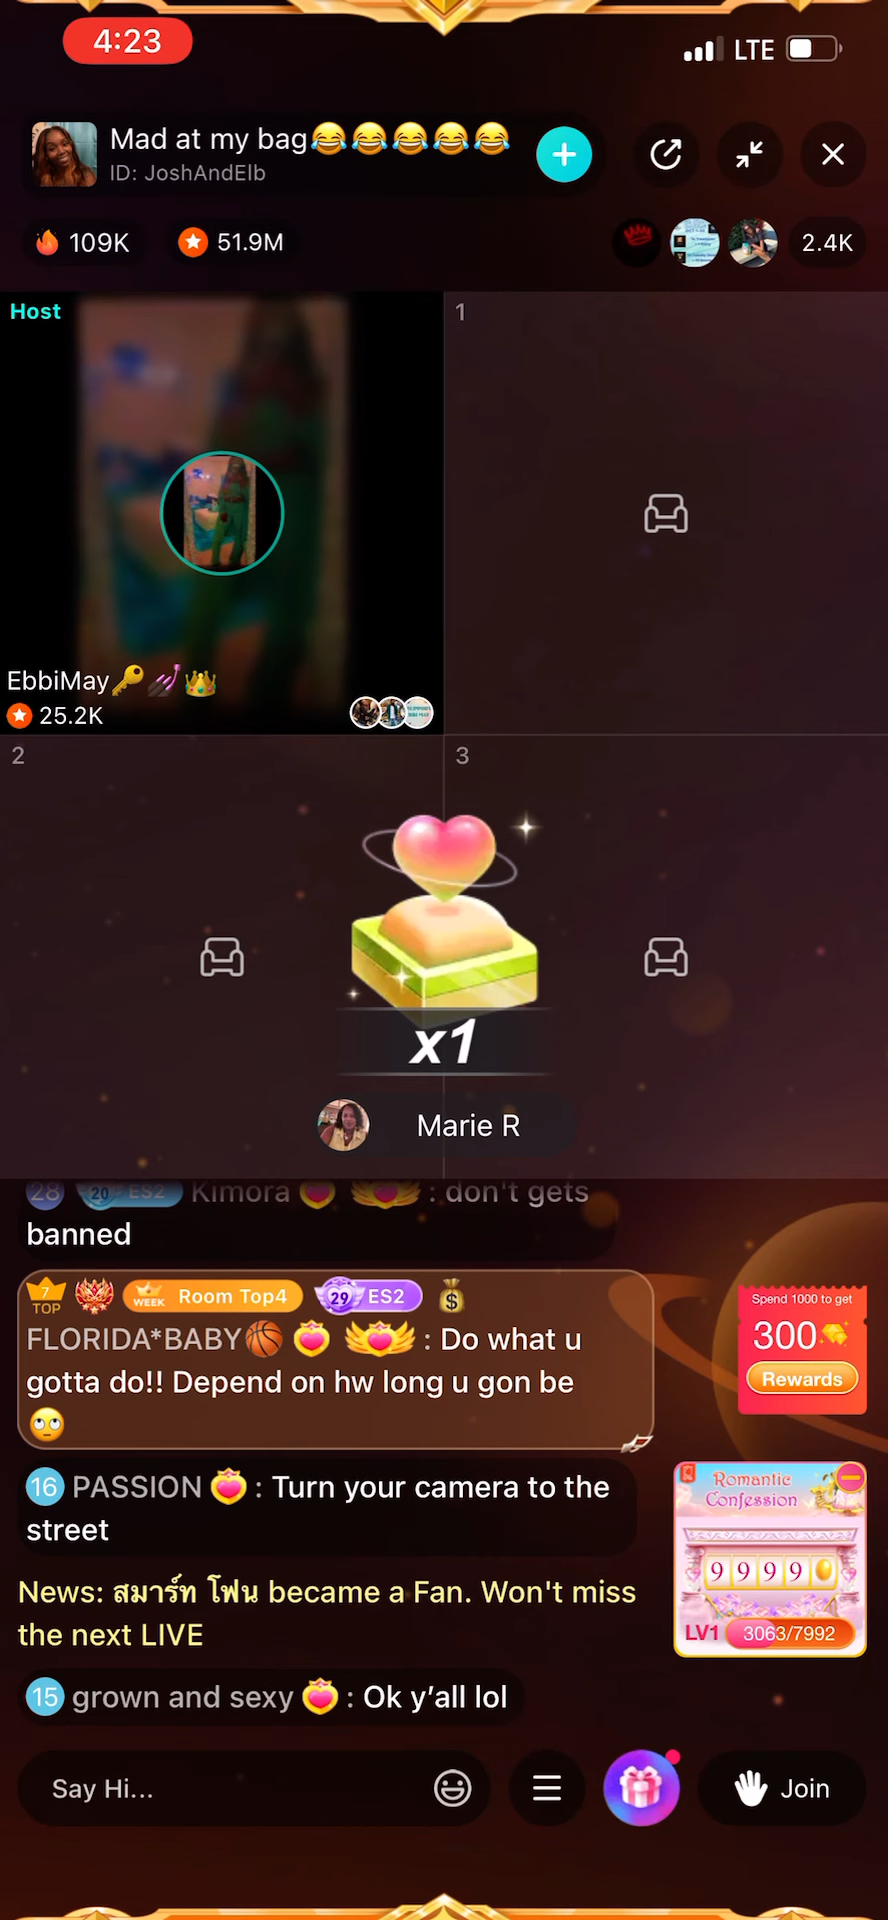 4:23
LTE
Mad at my bag😂😂😂😂😂
ID: JoshAndElb
109K
51.9M
2.4K
Host
1
EbbiMay🔑💅👑
25.2K
2
3
x1
Marie R
28 20 ES2 Kimora : don't gets
banned
7 TOP WEEK Room Top4 29 ES2 💰
FLORIDA*BABY🏀 : Do what u
gotta do!! Depend on hw long u gon be
🙄
Spend 1000 to get
300
Rewards
16 PASSION : Turn your camera to the
street
Romantic
Confession
9 9 9 9
LV1 3063/7992
News: สมาร์ท โฟน became a Fan. Won't miss
the next LIVE
15 grown and sexy : Ok y’all lol
Say Hi...
Join